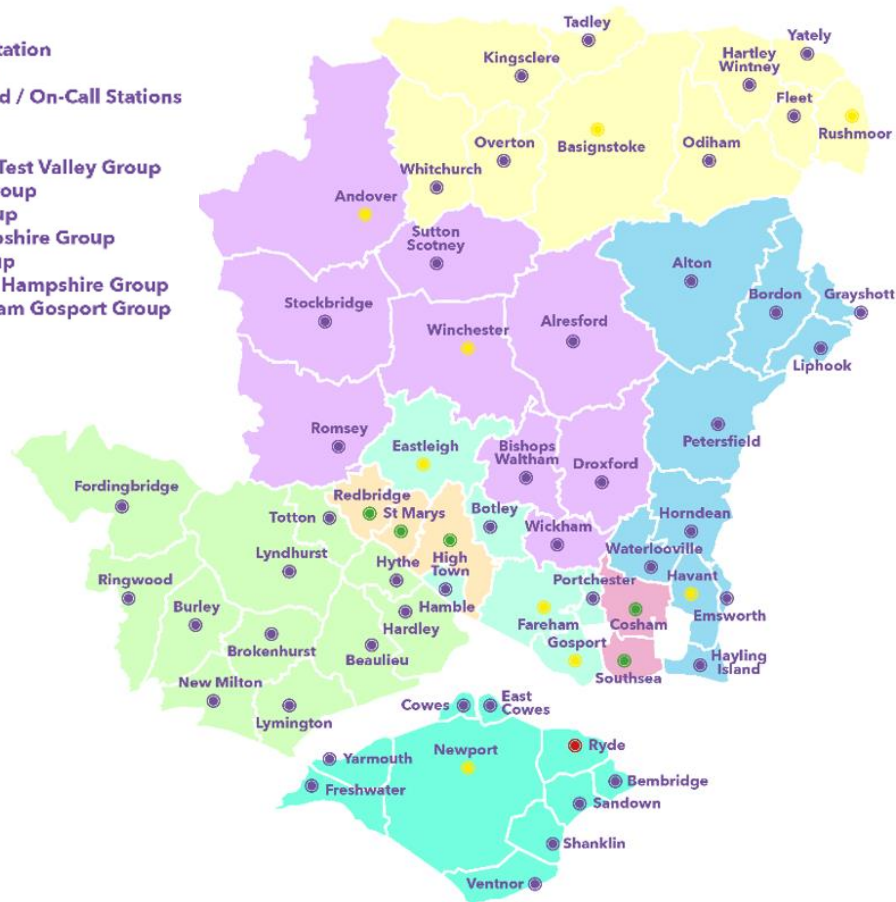 Tadley
Yately
Hartley
Wintney
Kingsclere
Fleet
Rushmoor
Basignstoke
Overton
Odiham
Whitchurch
Andover
Sutton
Scotney
Alton
Bordon
Grayshott
Stockbridge
Winchester
Alresford
Liphook
Romsey
Eastleigh
Bishops
Waltham
Droxford
Petersfield
Fordingbridge
Redbridge
St Marys
Totton
Botley
Wickham
Horndean
Waterlooville
Lyndhurst
Hythe
High
Town
Portchester
Havant
Ringwood
Burley
Hardley
Hamble
Fareham
Cosham
Emsworth
Brokenhurst
Beaulieu
Gosport
Southsea
Hayling
Island
New Milton
Lymington
Cowes
East
Cowes
Newport
Ryde
Yarmouth
Freshwater
Bembridge
Sandown
Shanklin
Ventnor
d / On-Call Stations
Test Valley Group
pshire Group
Hampshire Group
am Gosport Group